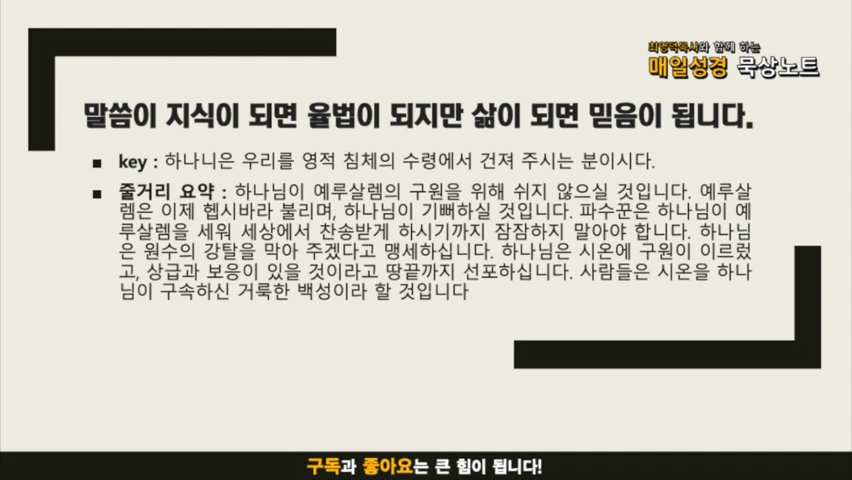 최영덕목사와 함께 하는
매일성경 묵상노트
말씀이 지식이 되면 율법이 되지만 삶이 되면 믿음이 됩니다.
■ key : 하나니은 우리를 영적 침체의 수령에서 건져 주시는 분이시다.
■ 줄거리 요약 : 하나님이 예루살렘의 구원을 위해 쉬지 않으실 것입니다. 예루살
렘은 이제 헵시바라 불리며, 하나님이 기뻐하실 것입니다. 파수꾼은 하나님이 예
루살렘을 세워 세상에서 찬송받게 하시기까지 잠잠하지 말아야 합니다. 하나님
은 원수의 강탈을 막아 주겠다고 맹세하십니다. 하나님은 시온에 구원이 이르렀
고, 상급과 보응이 있을 것이라고 땅끝까지 선포하십니다. 사람들은 시온을 하나
님이 구속하신 거룩한 백성이라 할 것입니다
구독과 좋아요는 큰 힘이 됩니다!